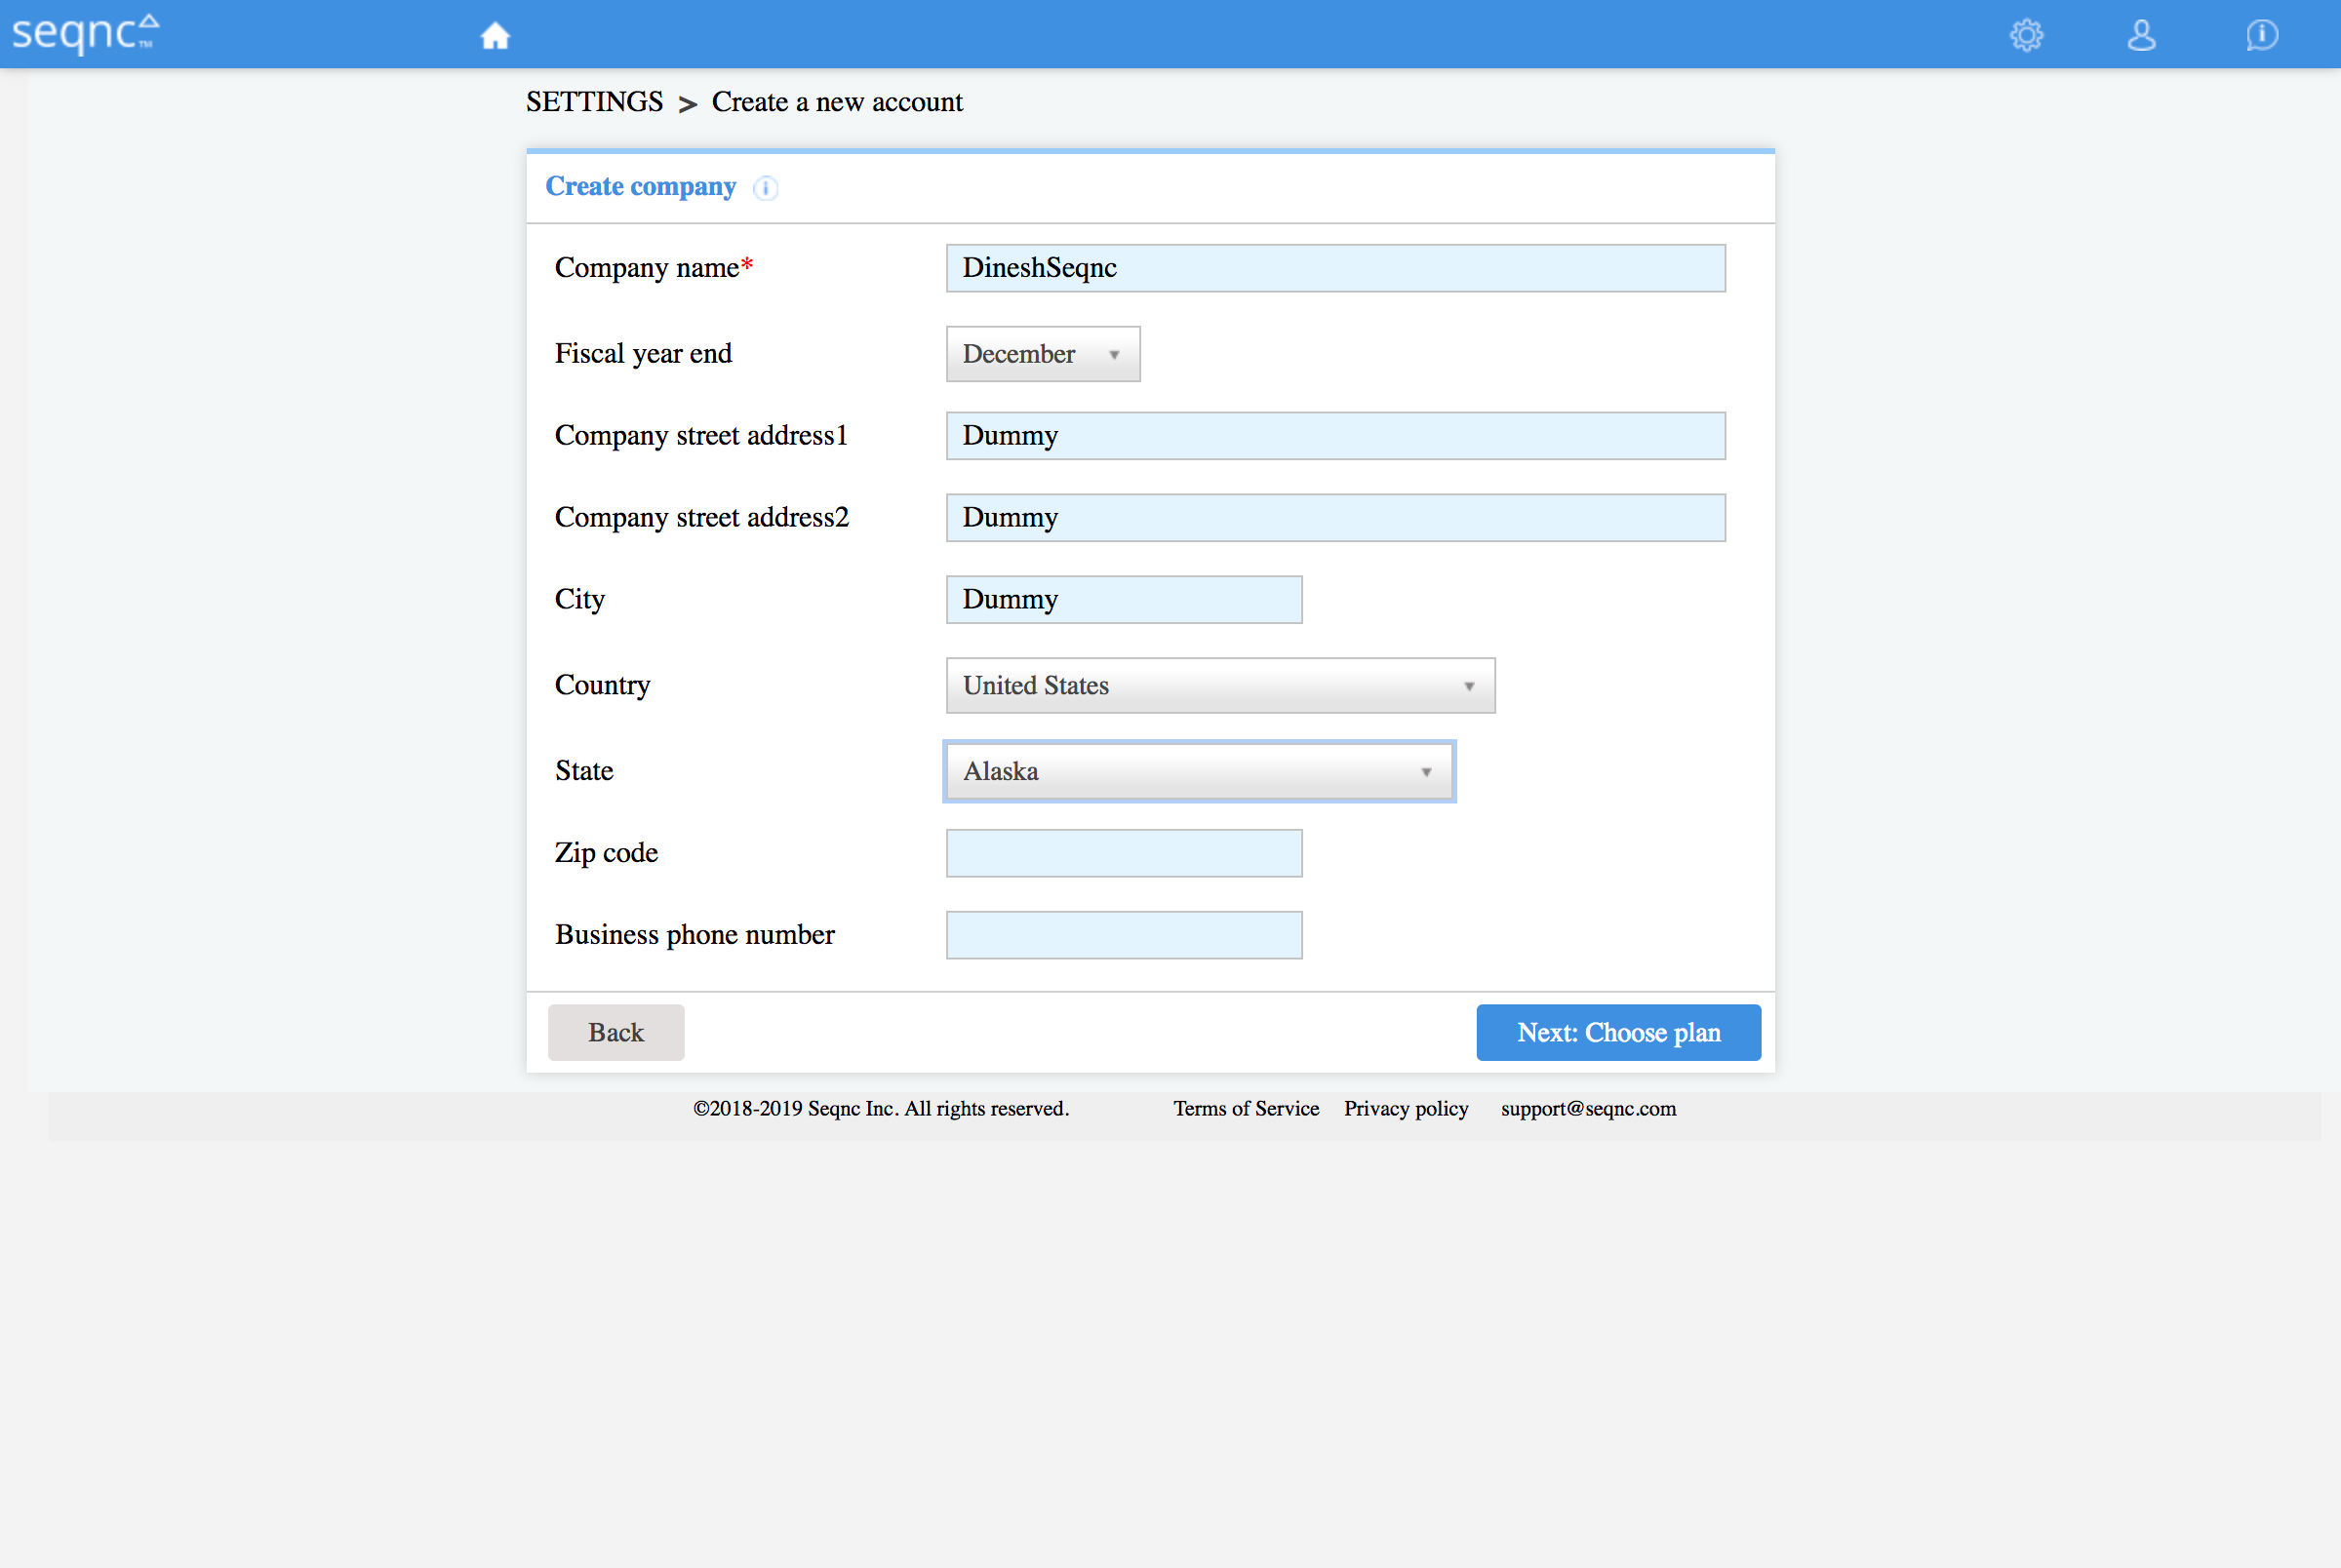 seqnc™
SETTINGS > Create a new account
Create company
Company name* DineshSeqnc
Fiscal year end December
Company street address1 Dummy
Company street address2 Dummy
City Dummy
Country United States
State Alaska
Zip code
Business phone number
Back Next: Choose plan
©2018-2019 Seqnc Inc. All rights reserved. Terms of Service Privacy policy support@seqnc.com